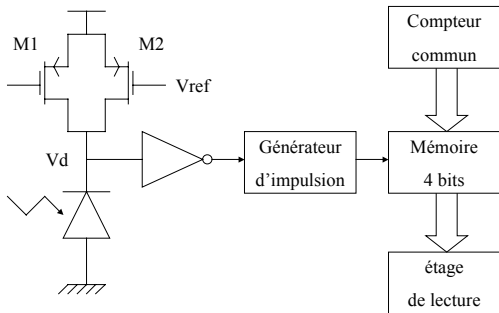 M1
M2
Vref
Vd
Générateur
d'impulsion
Compteur
commun
Mémoire
4 bits
étage
de lecture